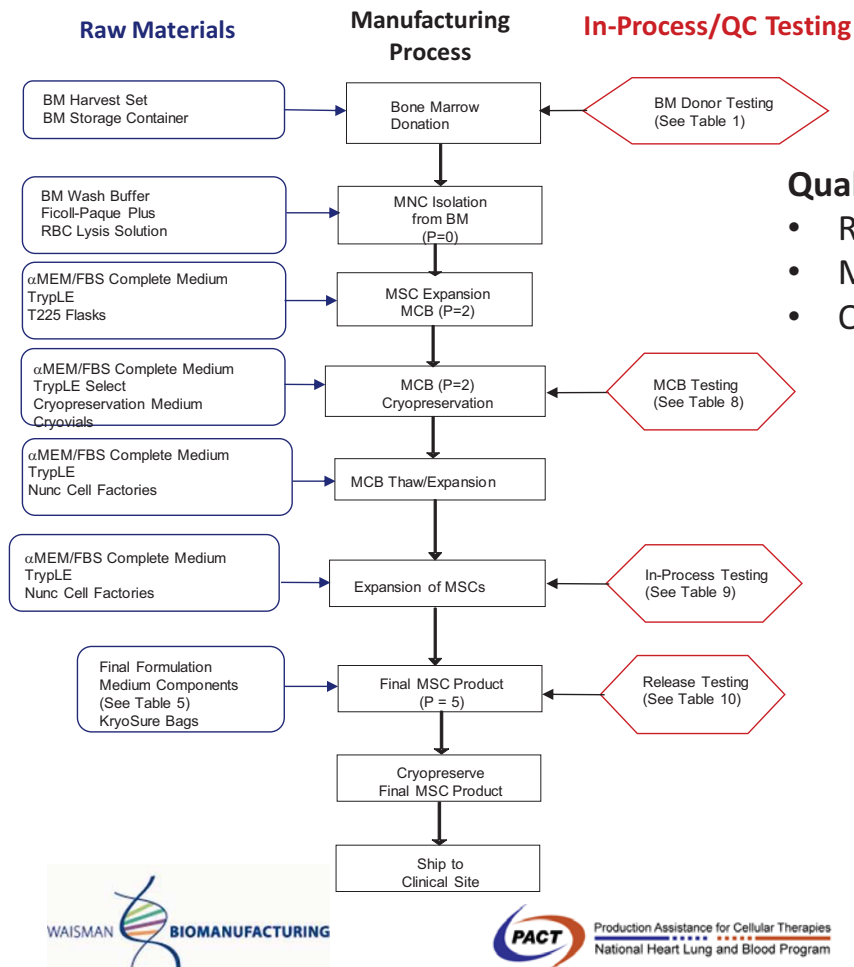 Raw Materials
Manufacturing
Process
In-Process/QC Testing
BM Harvest Set
BM Storage Container
Bone Marrow
Donation
BM Donor Testing
(See Table 1)
Qual
• R
• M
• C
BM Wash Buffer
Ficoll-Paque Plus
RBC Lysis Solution
MNC Isolation
from BM
(P=0)
αMEM/FBS Complete Medium
TrypLE
T225 Flasks
MSC Expansion
MCB (P=2)
αMEM/FBS Complete Medium
TrypLE Select
Cryopreservation Medium
Cryovials
MCB (P=2)
Cryopreservation
MCB Testing
(See Table 8)
αMEM/FBS Complete Medium
TrypLE
Nunc Cell Factories
MCB Thaw/Expansion
αMEM/FBS Complete Medium
TrypLE
Nunc Cell Factories
Expansion of MSCs
In-Process Testing
(See Table 9)
Final Formulation
Medium Components
(See Table 5)
KryoSure Bags
Final MSC Product
(P = 5)
Release Testing
(See Table 10)
Cryopreserve
Final MSC Product
Ship to
Clinical Site
WAISMAN BIOMANUFACTURING
PACT
Production Assistance for Cellular Therapies
National Heart Lung and Blood Program